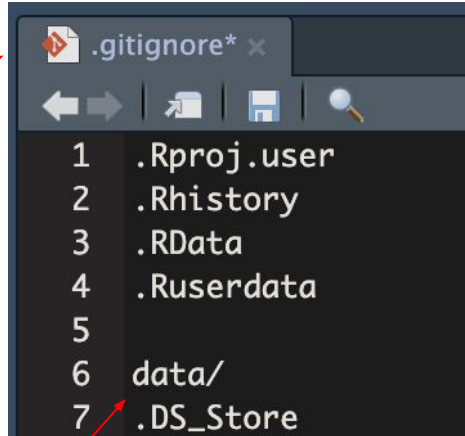 .gitignore*
1 .Rproj.user
2 .Rhistory
3 .RData
4 .Ruserdata
5
6 data/
7 .DS_Store